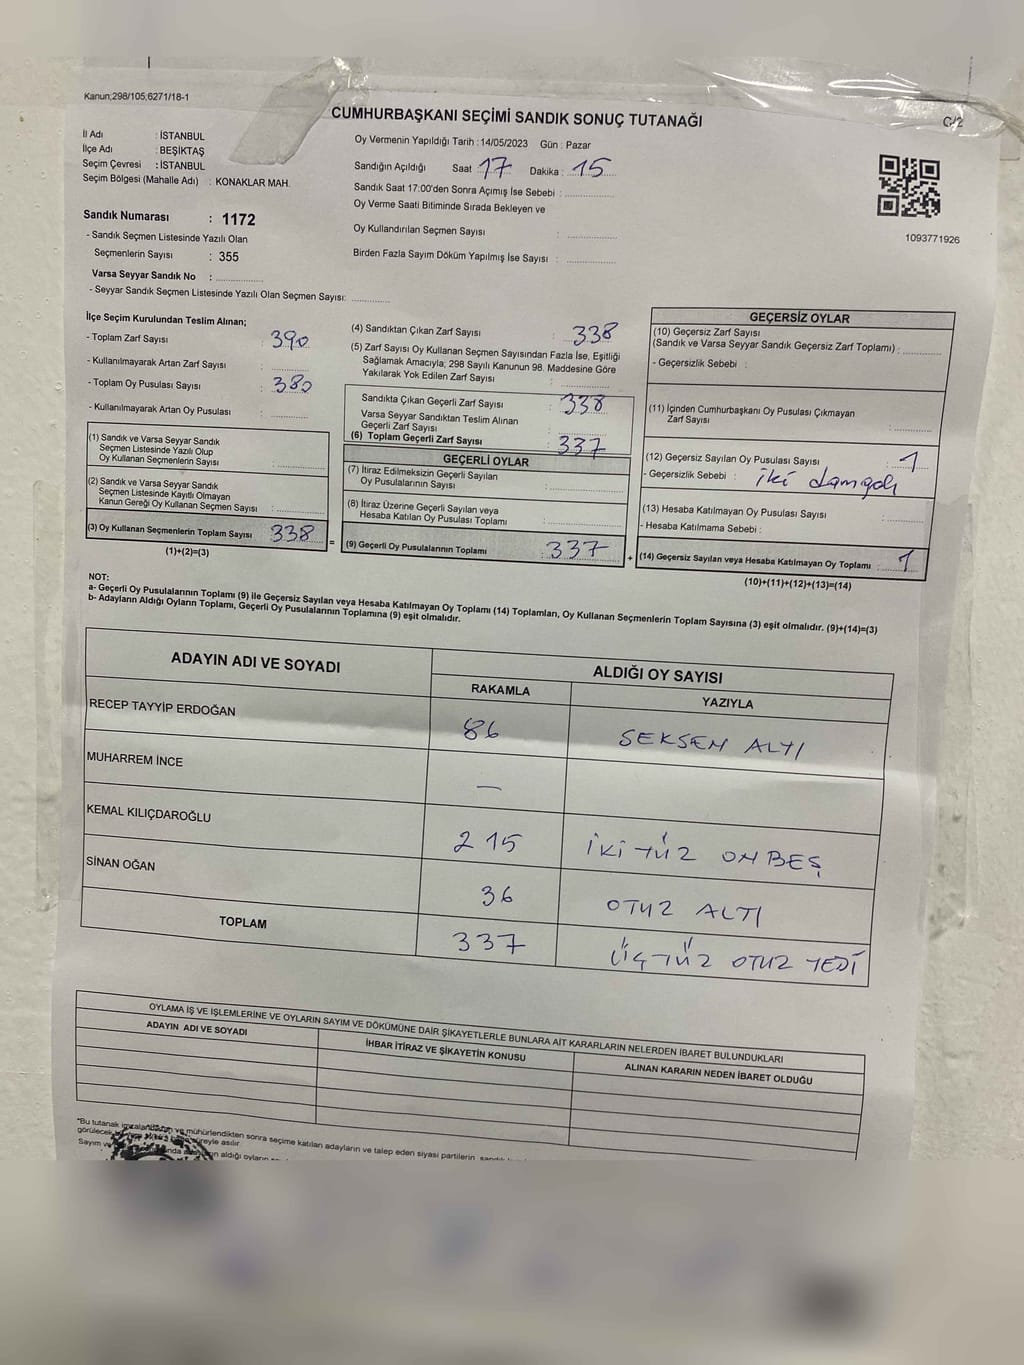 Kanun;298/105,6271/18-1
CUMHURBAŞKANI SEÇİMİ SANDIK SONUÇ TUTANAĞI
C/2
İl Adı : İSTANBUL
İlçe Adı : BEŞİKTAŞ
Seçim Çevresi : İSTANBUL
Seçim Bölgesi (Mahalle Adı) : KONAKLAR MAH.
Oy Vermenin Yapıldığı Tarih : 14/05/2023 Gün : Pazar
Sandığın Açıldığı Saat 17 Dakika : 15
Sandık Saat 17:00'den Sonra Açımış İse Sebebi :
Oy Verme Saati Bitiminde Sırada Bekleyen ve
Oy Kullandırılan Seçmen Sayısı :
Birden Fazla Sayım Döküm Yapılmış İse Sayısı :
1093771926
Sandık Numarası : 1172
- Sandık Seçmen Listesinde Yazılı Olan
Seçmenlerin Sayısı : 355
Varsa Seyyar Sandık No :
- Seyyar Sandık Seçmen Listesinde Yazılı Olan Seçmen Sayısı:
İlçe Seçim Kurulundan Teslim Alınan;
- Toplam Zarf Sayısı : 390
- Kullanılmayarak Artan Zarf Sayısı :
- Toplam Oy Pusulası Sayısı : 380
- Kullanılmayarak Artan Oy Pusulası :
(1) Sandık ve Varsa Seyyar Sandık
Seçmen Listesinde Yazılı Olup
Oy Kullanan Seçmenlerin Sayısı :
(2) Sandık ve Varsa Seyyar Sandık
Seçmen Listesinde Kayıtlı Olmayan
Kanun Gereği Oy Kullanan Seçmen Sayısı :
(3) Oy Kullanan Seçmenlerin Toplam Sayısı : 338
(1)+(2)=(3)
=
(4) Sandıktan Çıkan Zarf Sayısı : 338
(5) Zarf Sayısı Oy Kullanan Seçmen Sayısından Fazla İse, Eşitliği
Sağlamak Amacıyla; 298 Sayılı Kanunun 98. Maddesine Göre
Yakılarak Yok Edilen Zarf Sayısı :
Sandıkta Çıkan Geçerli Zarf Sayısı : 338
Varsa Seyyar Sandıktan Teslim Alınan
Geçerli Zarf Sayısı :
(6) Toplam Geçerli Zarf Sayısı : 337
GEÇERLİ OYLAR
(7) İtiraz Edilmeksizin Geçerli Sayılan
Oy Pusulalarının Sayısı :
(8) İtiraz Üzerine Geçerli Sayılan veya
Hesaba Katılan Oy Pusulası Toplamı :
(9) Geçerli Oy Pusulalarının Toplamı : 337
+
GEÇERSİZ OYLAR
(10) Geçersiz Zarf Sayısı
(Sandık ve Varsa Seyyar Sandık Geçersiz Zarf Toplamı) :
- Geçersizlik Sebebi :
(11) İçinden Cumhurbaşkanı Oy Pusulası Çıkmayan
Zarf Sayısı :
(12) Geçersiz Sayılan Oy Pusulası Sayısı : 1
- Geçersizlik Sebebi : iki damgalı
(13) Hesaba Katılmayan Oy Pusulası Sayısı :
- Hesaba Katılmama Sebebi :
(14) Geçersiz Sayılan veya Hesaba Katılmayan Oy Toplamı : 1
(10)+(11)+(12)+(13)=(14)
NOT:
a- Geçerli Oy Pusulalarının Toplamı (9) ile Geçersiz Sayılan veya Hesaba Katılmayan Oy Toplamı (14) Toplamları, Oy Kullanan Seçmenlerin Toplam Sayısına (3) eşit olmalıdır. (9)+(14)=(3)
b- Adayların Aldığı Oyların Toplamı, Geçerli Oy Pusulalarının Toplamına (9) eşit olmalıdır.
ADAYIN ADI VE SOYADI ALDIĞI OY SAYISI
RAKAMLA YAZIYLA
RECEP TAYYİP ERDOĞAN 86 SEKSEN ALTI
MUHARREM İNCE —
KEMAL KILIÇDAROĞLU 215 İKİ YÜZ ON BEŞ
SİNAN OĞAN 36 OTUZ ALTI
TOPLAM 337 ÜÇ YÜZ OTUZ YEDİ
OYLAMA İŞ VE İŞLEMLERİNE VE OYLARIN SAYIM VE DÖKÜMÜNE DAİR ŞİKAYETLERLE BUNLARA AİT KARARLARIN NELERDEN İBARET BULUNDUKLARI
ADAYIN ADI VE SOYADI İHBAR İTİRAZ VE ŞİKAYETİN KONUSU ALINAN KARARIN NEDEN İBARET OLDUĞU
"Bu tutanak imzalandıktan ve mühürlendikten sonra seçime katılan adayların ve talep eden siyasi partilerin
görülecek süreyle asılır.
Sayım ve aldığı oyların